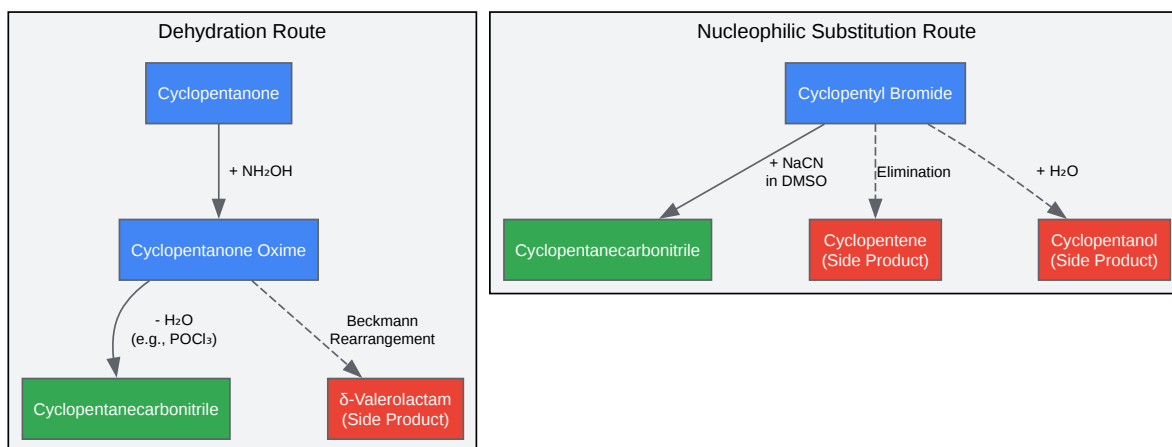 Dehydration Route
Cyclopentanone
+ NH₂OH
Cyclopentanone Oxime
- H₂O
(e.g., POCl₃)
Beckmann
Rearrangement
Cyclopentanecarbonitrile
δ-Valerolactam
(Side Product)
Nucleophilic Substitution Route
Cyclopentyl Bromide
+ NaCN
in DMSO
Elimination
+ H₂O
Cyclopentanecarbonitrile
Cyclopentene
(Side Product)
Cyclopentanol
(Side Product)